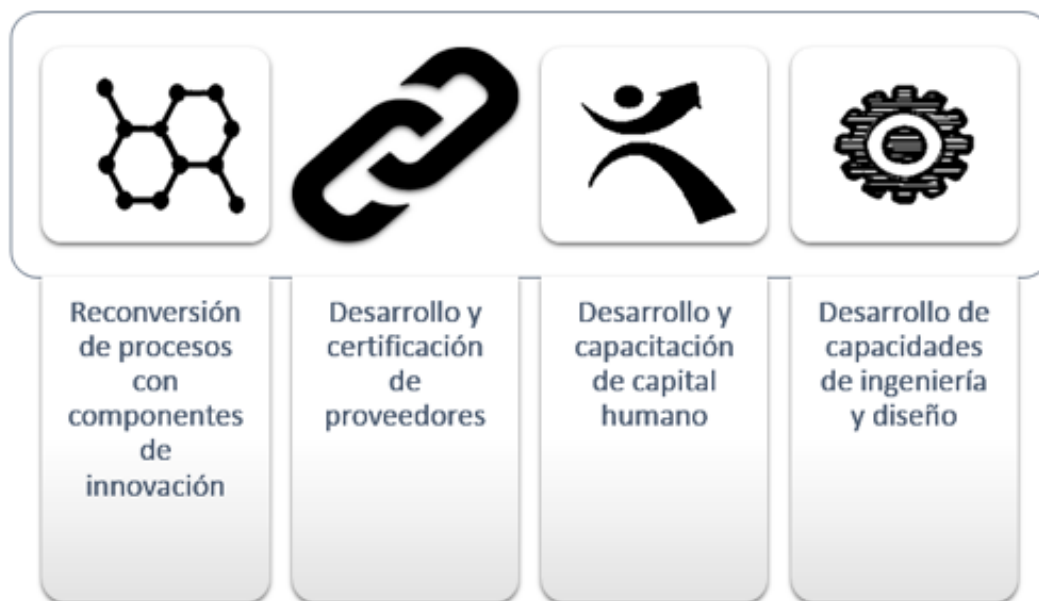 Reconversión
de procesos
con
componentes
de
innovación
Desarrollo y
certificación
de
proveedores
Desarrollo y
capacitación
de capital
humano
Desarrollo de
capacidades
de ingeniería
y diseño